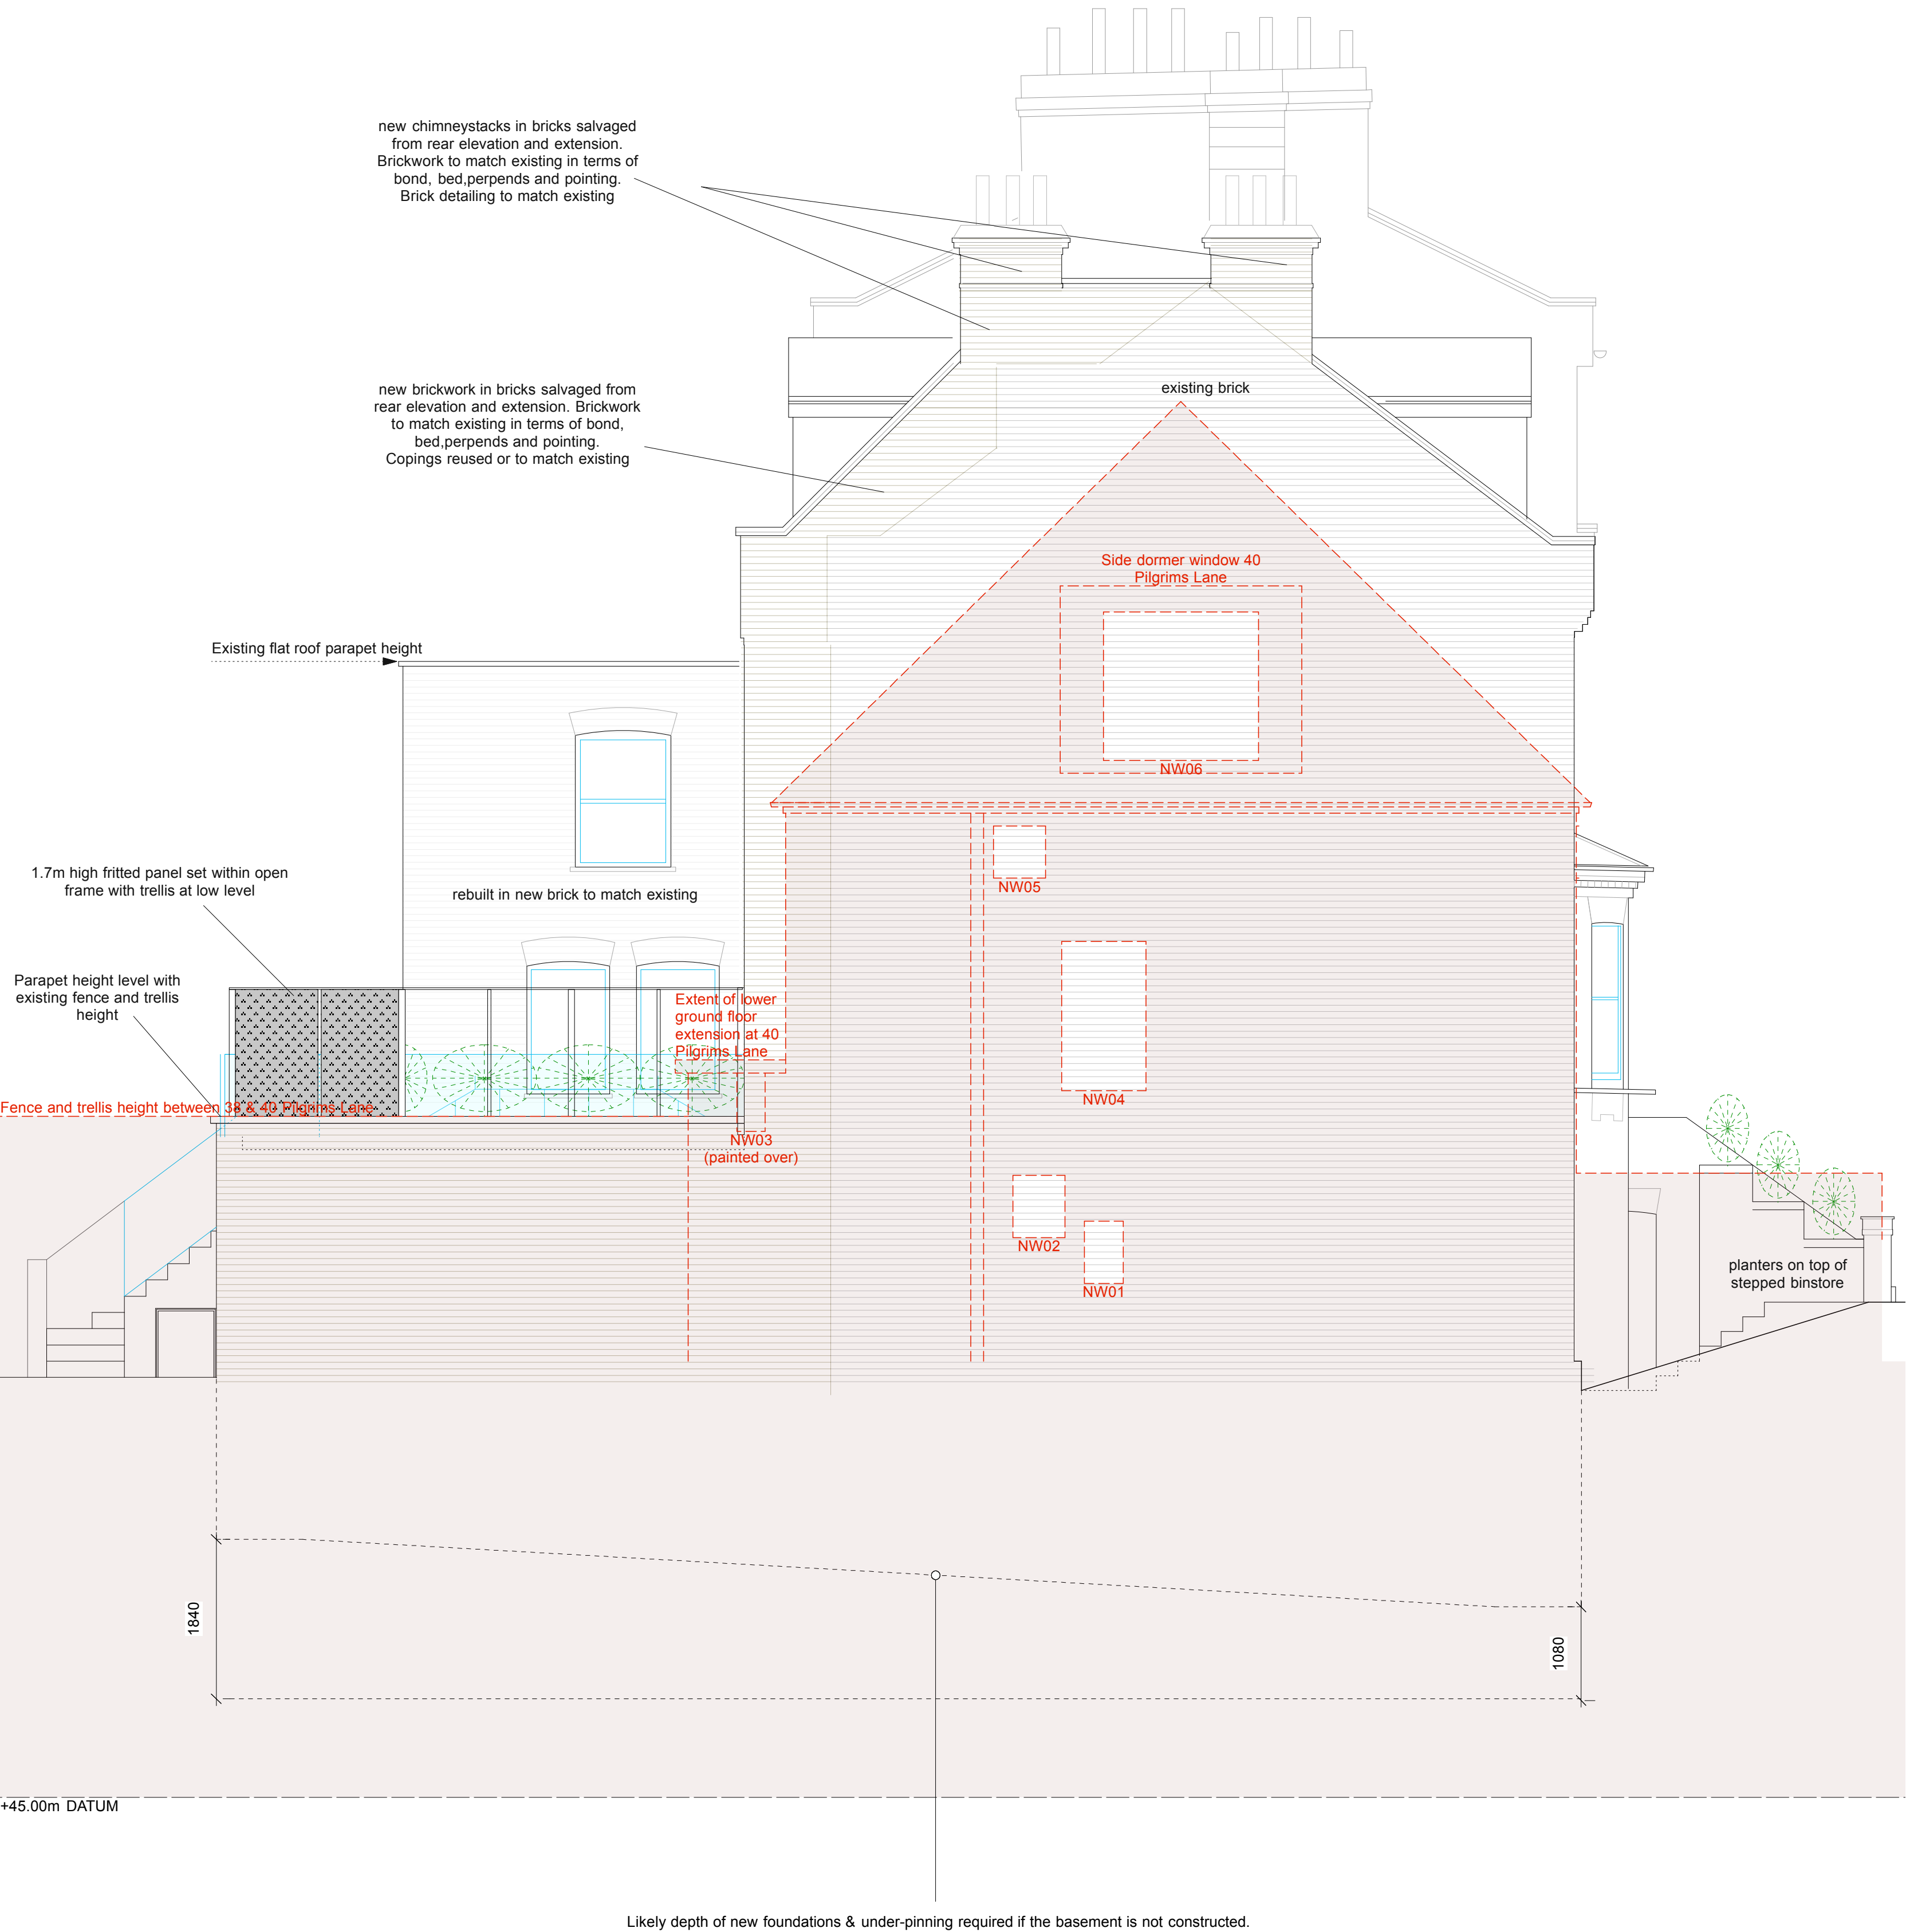 new chimneystacks in bricks salvaged
from rear elevation and extension.
Brickwork to match existing in terms of
bond, bed,perpends and pointing.
Brick detailing to match existing
new brickwork in bricks salvaged from
rear elevation and extension. Brickwork
to match existing in terms of bond,
bed,perpends and pointing.
Copings reused or to match existing
existing brick
Side dormer window 40
Pilgrims Lane
NW06
Existing flat roof parapet height
1.7m high fritted panel set within open
frame with trellis at low level
rebuilt in new brick to match existing
NW05
Parapet height level with
existing fence and trellis
height
Extent of lower
ground floor
extension at 40
Pilgrims Lane
Fence and trellis height between 38 & 40 Pilgrims Lane
NW04
NW03
(painted over)
NW02
NW01
planters on top of
stepped binstore
1840
1080
+45.00m DATUM
Likely depth of new foundations & under-pinning required if the basement is not constructed.